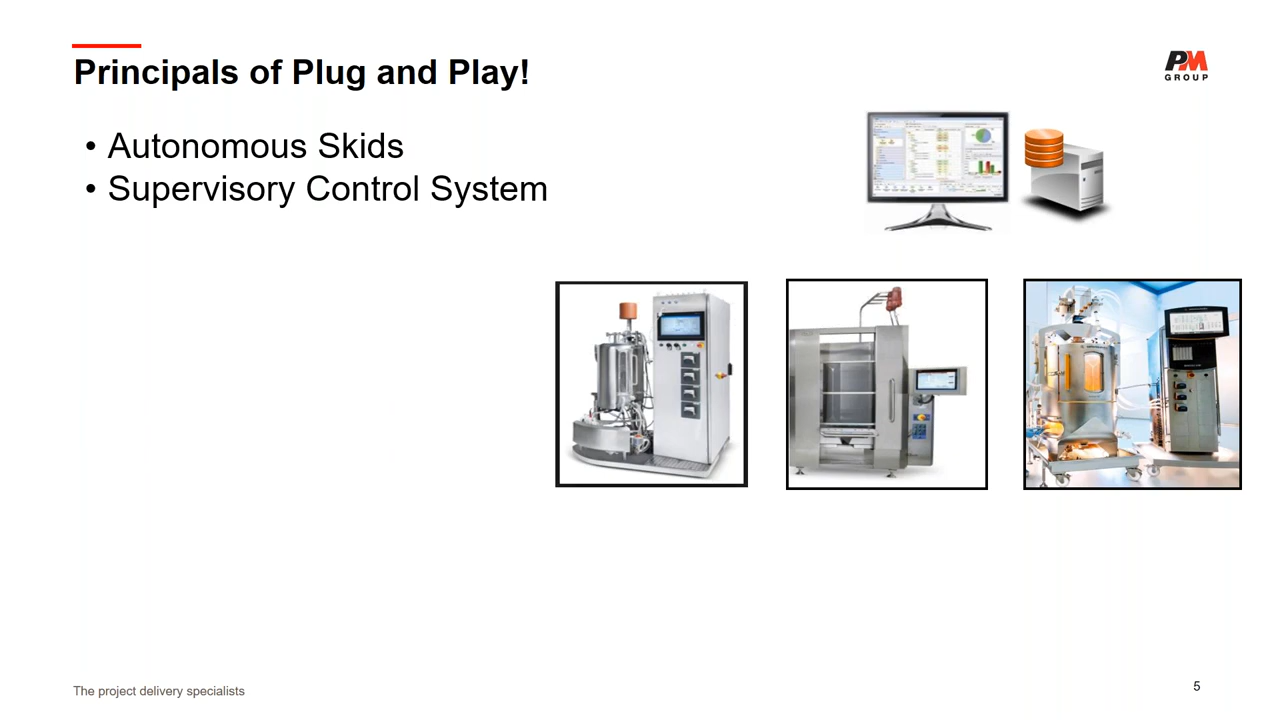 Principals of Plug and Play!
PM
GROUP
• Autonomous Skids
• Supervisory Control System
The project delivery specialists
5